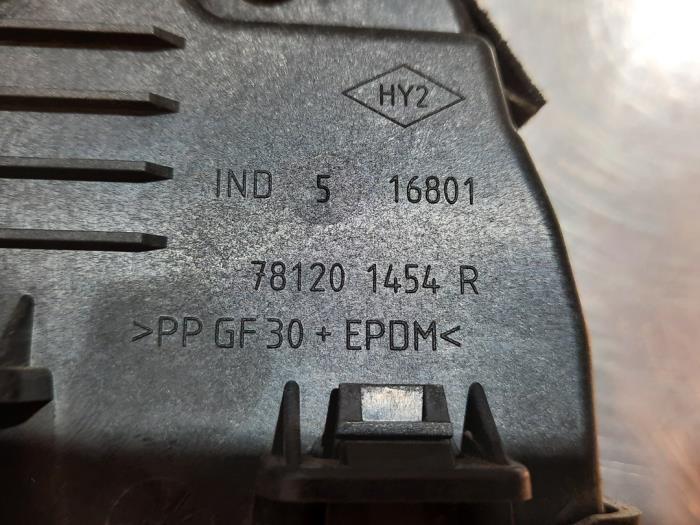 HY2
IND 5 16801
78120 1454 R
>PP GF 30 + EPDM<